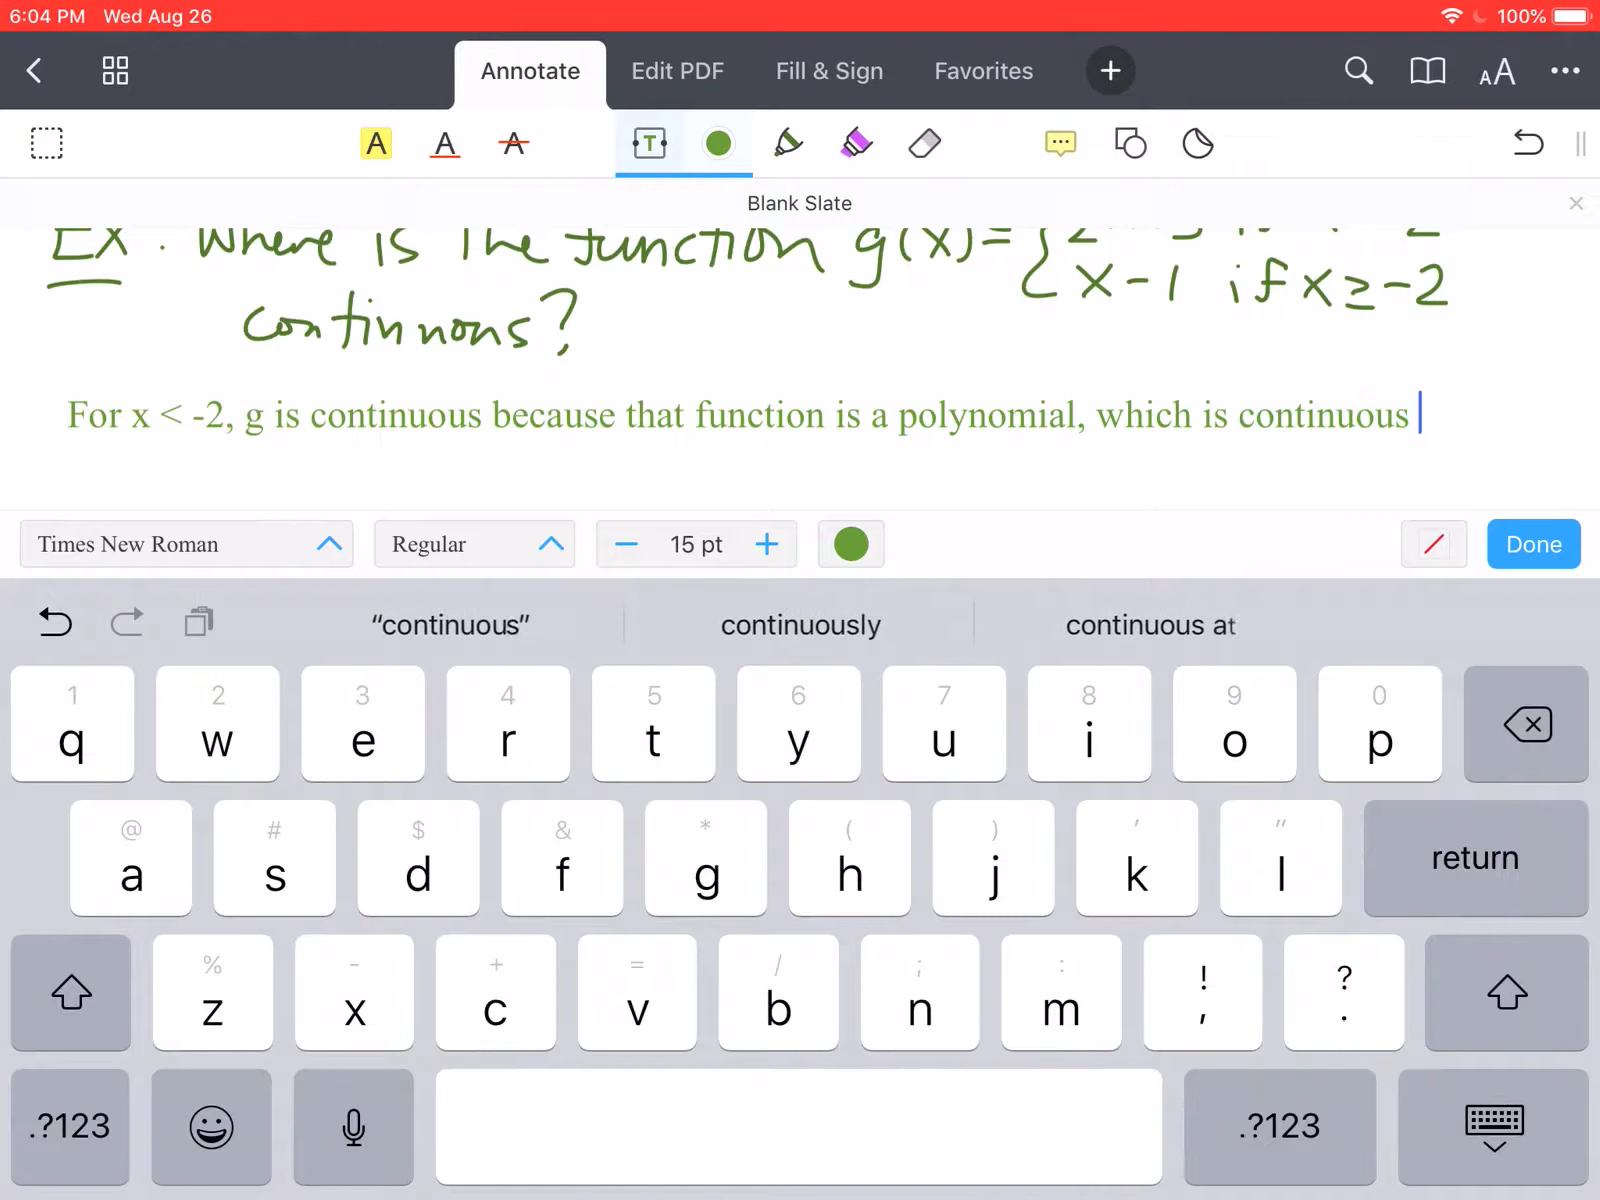 6:04 PM Wed Aug 26 100%
Annotate Edit PDF Fill & Sign Favorites + AA
A A A T
Blank Slate
Ex. Where is the function g(x)= {
{ x-1 if x≥-2
continuous?
For x < -2, g is continuous because that function is a polynomial, which is continuous
Times New Roman Regular 15 pt Done
“continuous” continuously continuous at
1 2 3 4 5 6 7 8 9 0
q w e r t y u i o p
@ # $ & * ( ) ' "
a s d f g h j k l return
% - + = / ; : ! ?
z x c v b n m , .
.?123 .?123